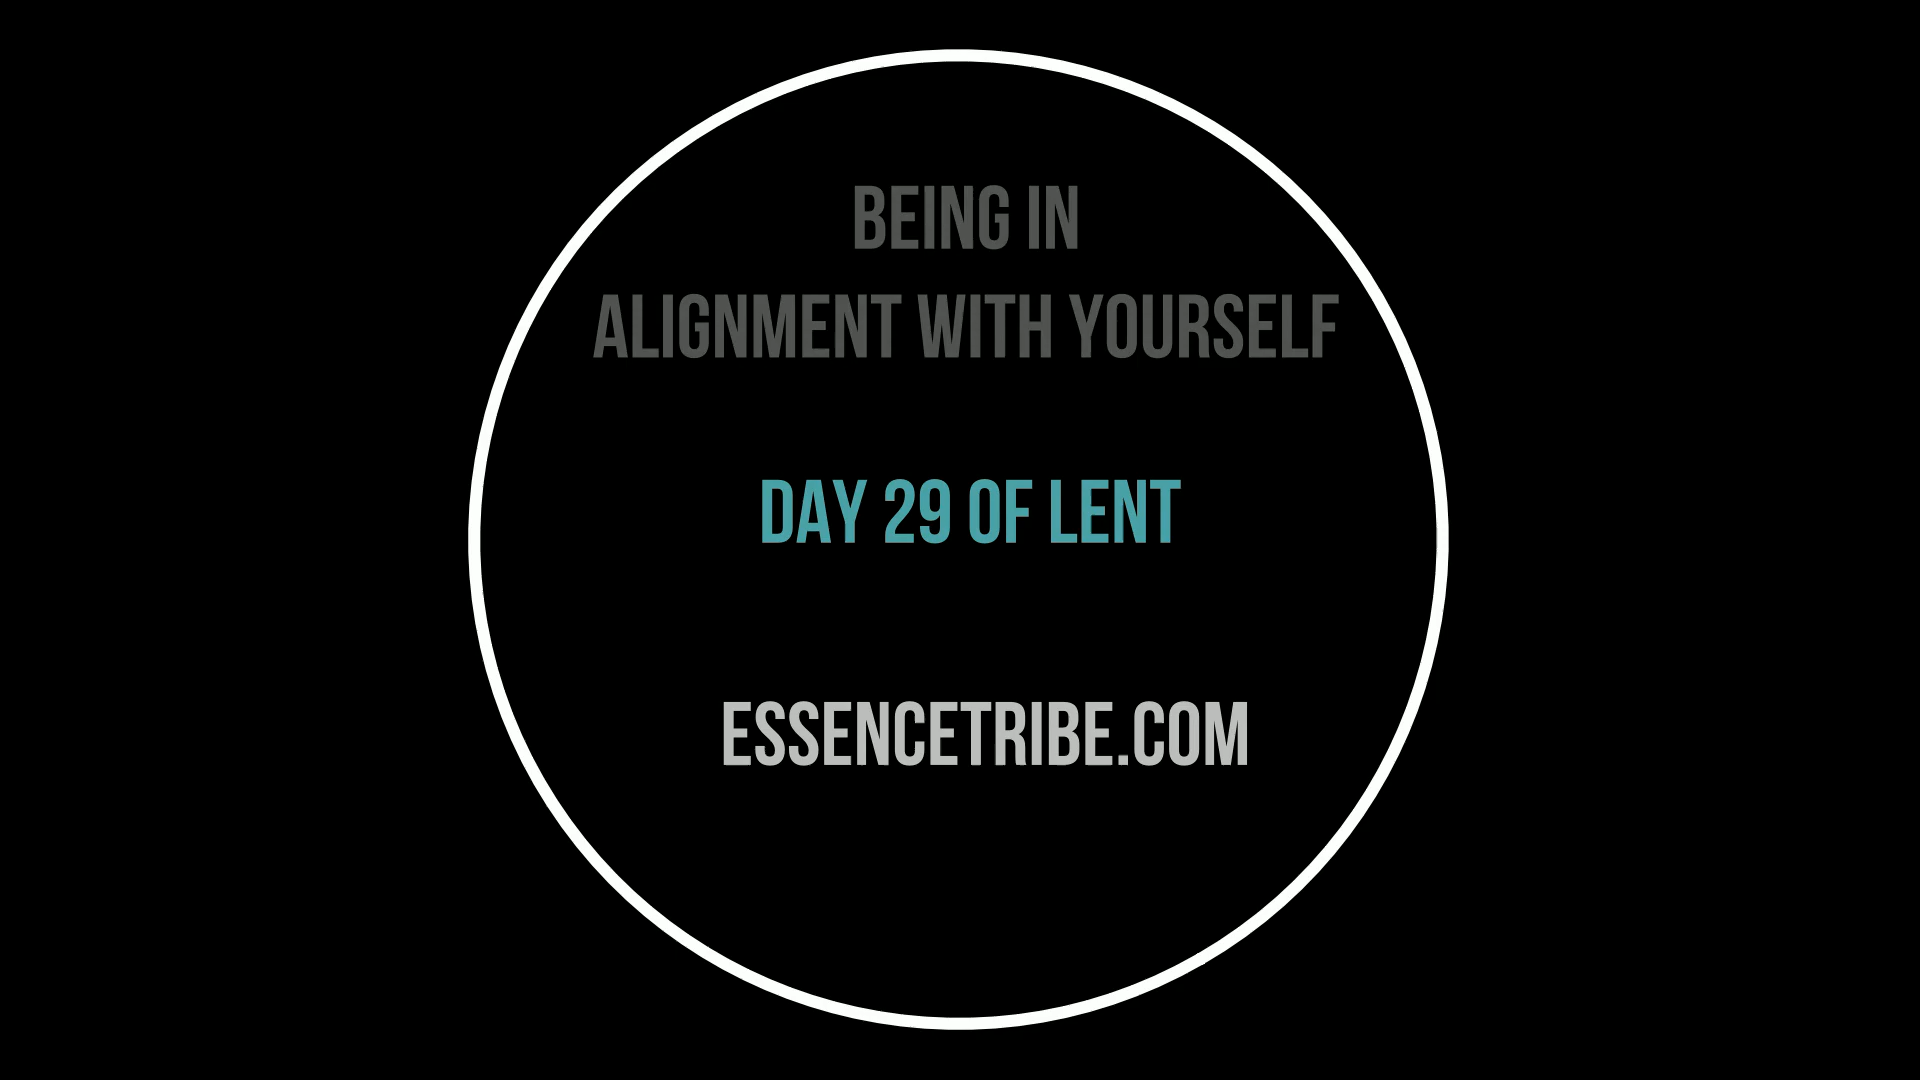 BEING IN
ALIGNMENT WITH YOURSELF
DAY 29 OF LENT
ESSENCETRIBE.COM